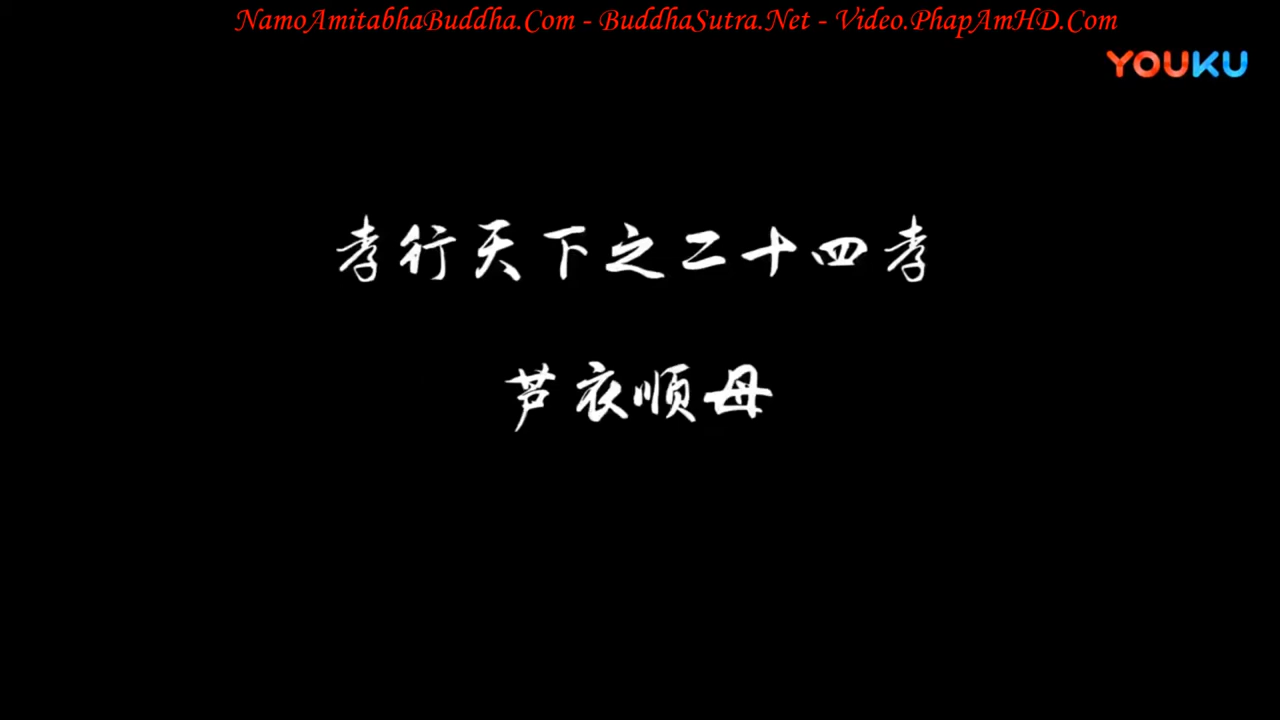 NamoAmitabhaBuddha.Com - BuddhaSutra.Net - Video.PhapAmHD.Com
YOUKU
孝行天下之二十四孝
芦衣顺母